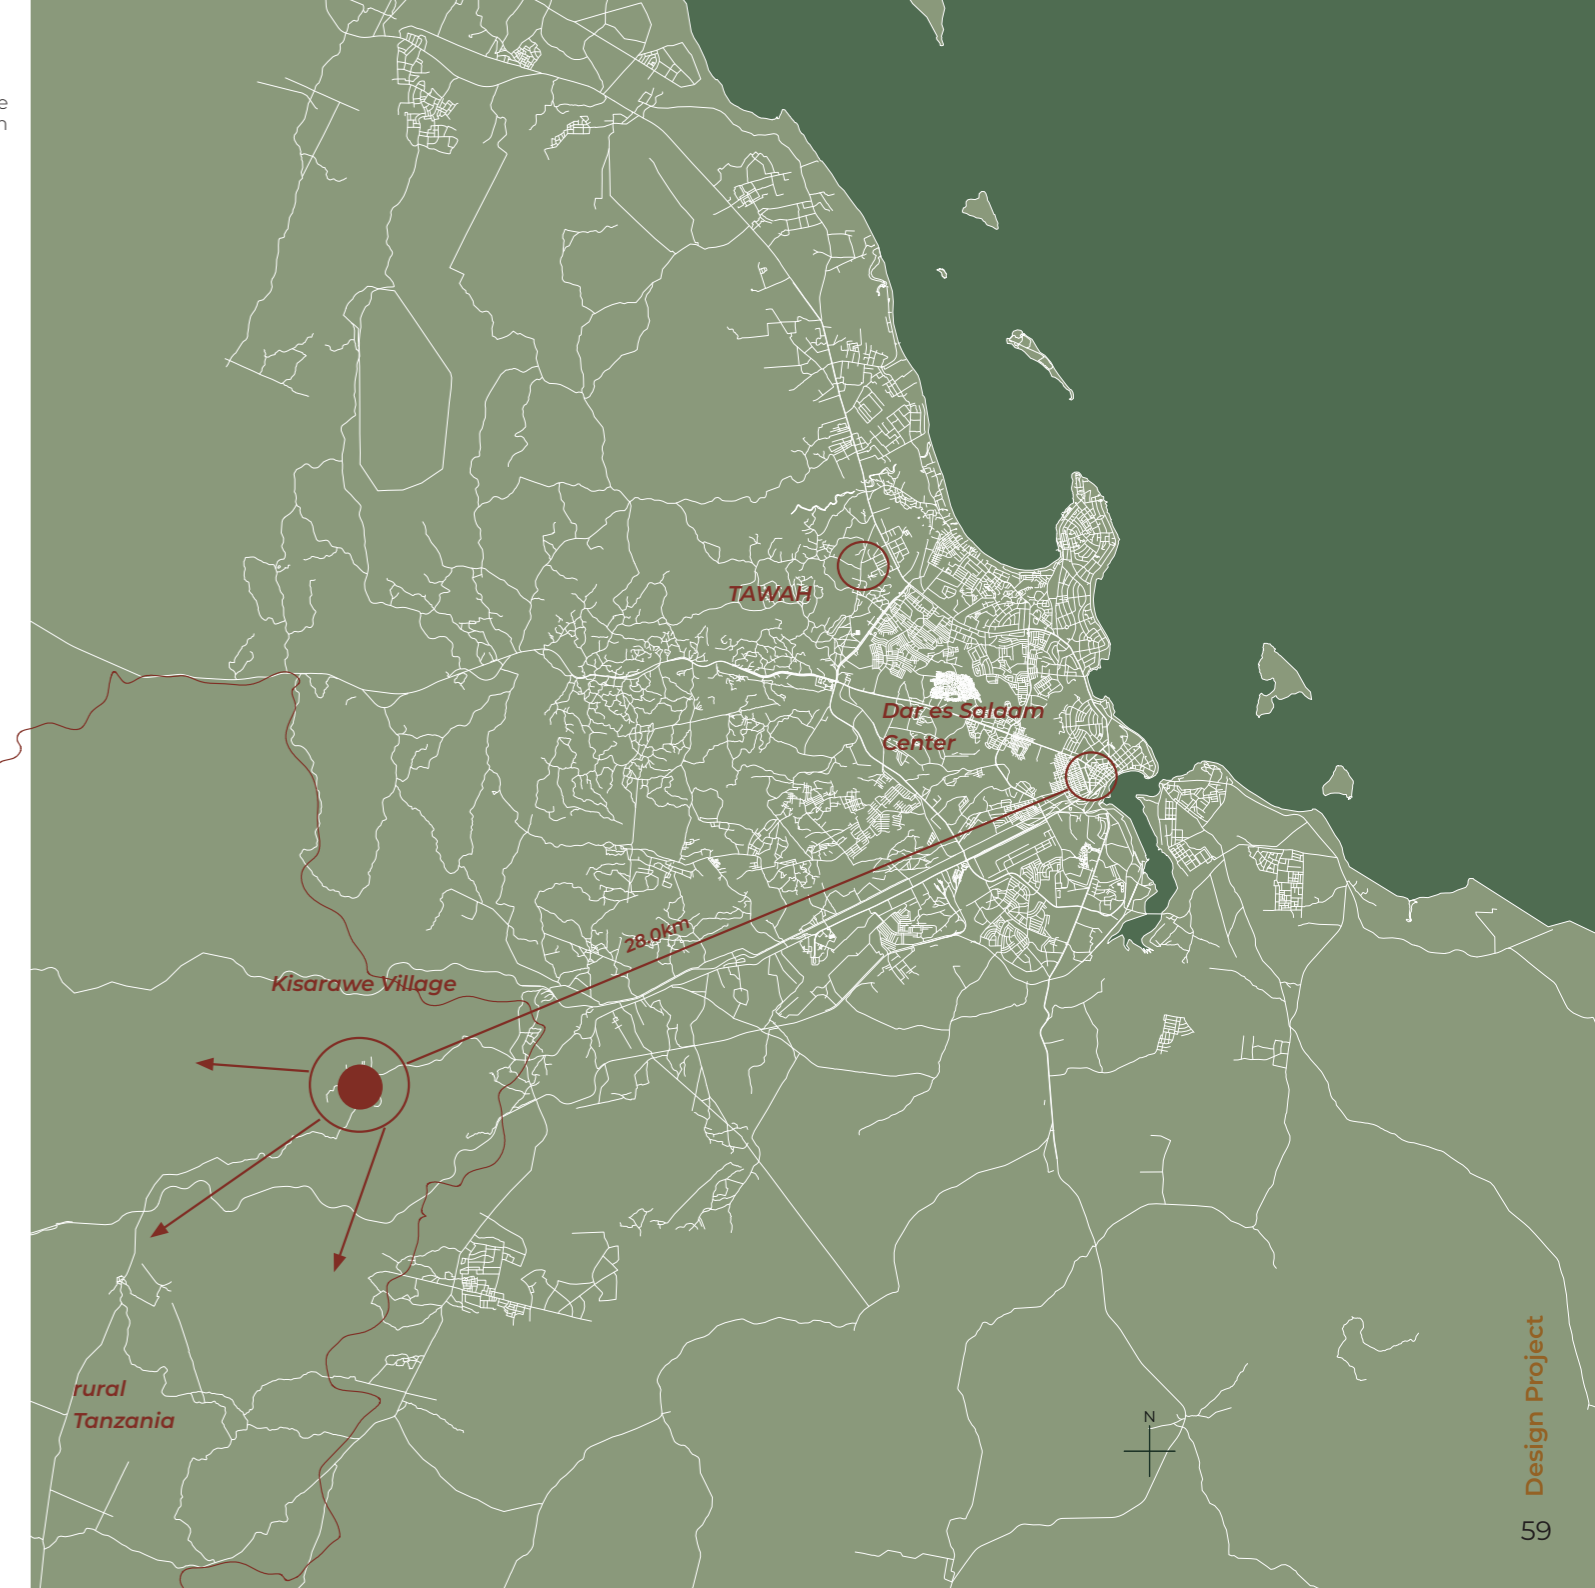 e
n
TAWAH
Dar es Salaam
Center
28.0km
Kisarawe Village
rural
Tanzania
N
Design Project
59